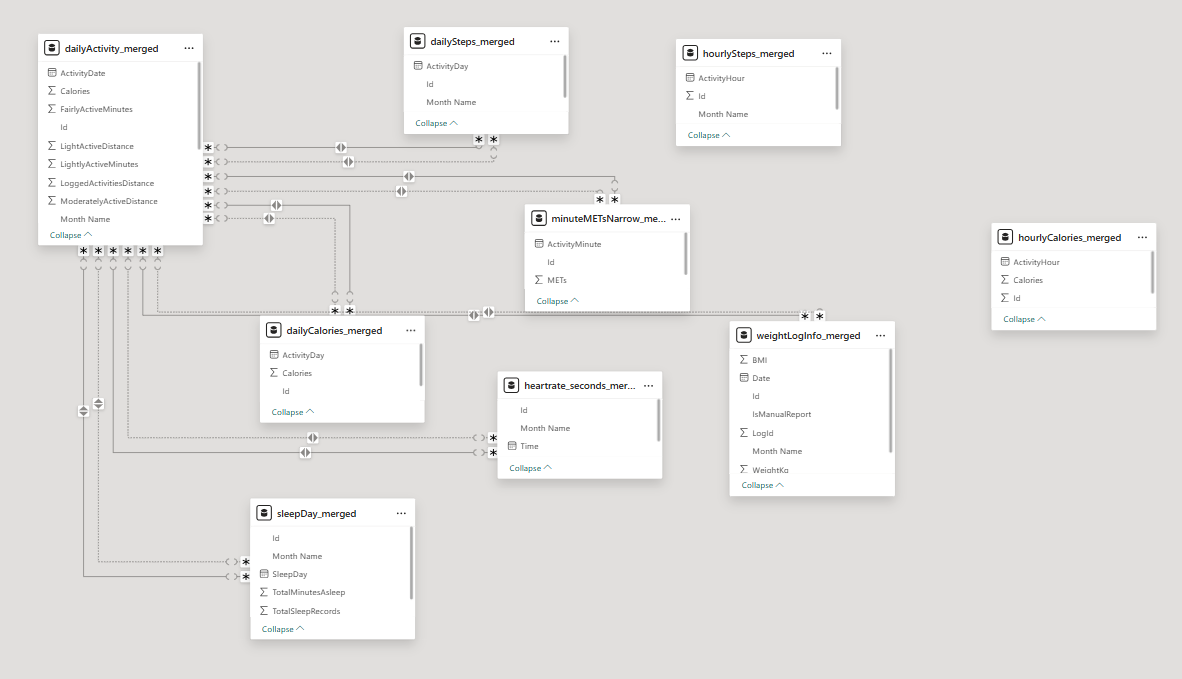 dailyActivity_merged
ActivityDate
Calories
FairlyActiveMinutes
Id
LightActiveDistance
LightlyActiveMinutes
LoggedActivitiesDistance
ModeratelyActiveDistance
Month Name
Collapse
dailySteps_merged
ActivityDay
Id
Month Name
Collapse
hourlySteps_merged
ActivityHour
Id
Month Name
Collapse
minuteMETsNarrow_me...
ActivityMinute
Id
METs
Collapse
hourlyCalories_merged
ActivityHour
Calories
Id
Collapse
dailyCalories_merged
ActivityDay
Calories
Id
Collapse
weightLogInfo_merged
BMI
Date
Id
IsManualReport
LogId
Month Name
WeightKg
Collapse
heartrate_seconds_mer...
Id
Month Name
Time
Collapse
sleepDay_merged
Id
Month Name
SleepDay
TotalMinutesAsleep
TotalSleepRecords
Collapse